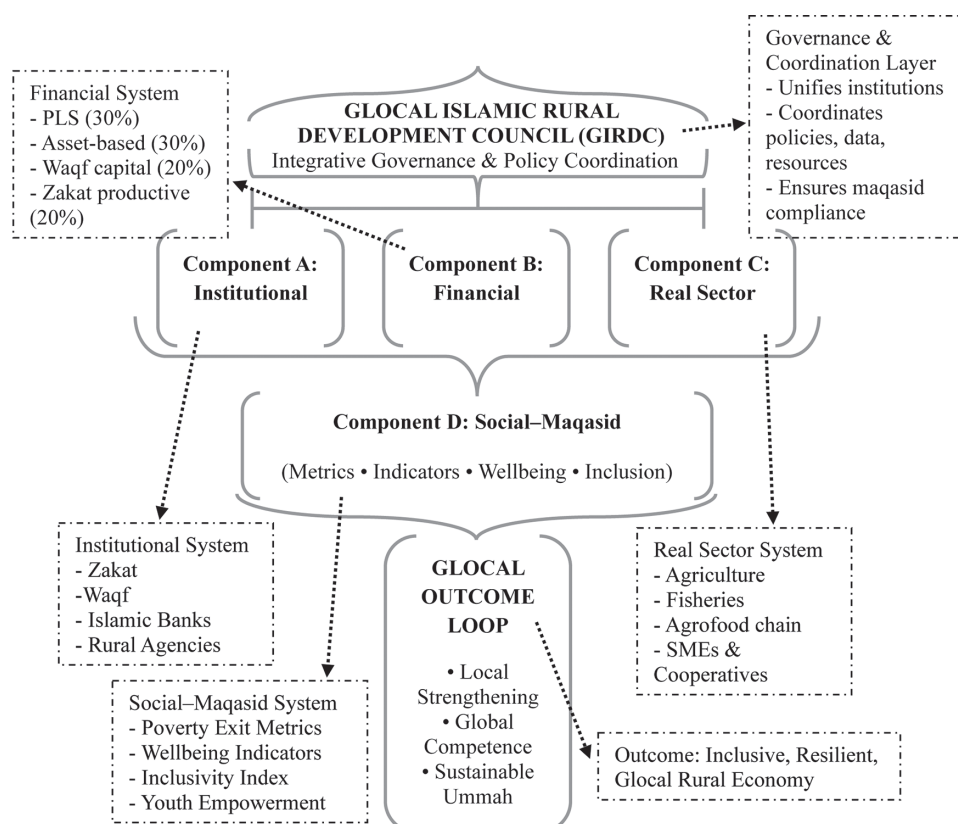 Governance &
Coordination Layer
- Unifies institutions
- Coordinates
policies, data,
resources
- Ensures maqasid
compliance
Financial System
- PLS (30%)
- Asset-based (30%)
- Waqf capital (20%)
- Zakat productive
(20%)
GLOCAL ISLAMIC RURAL
DEVELOPMENT COUNCIL (GIRDC)
Integrative Governance & Policy Coordination
Component A:
Institutional
Component B:
Financial
Component C:
Real Sector
Component D: Social–Maqasid
(Metrics • Indicators • Wellbeing • Inclusion)
Institutional System
- Zakat
-Waqf
- Islamic Banks
- Rural Agencies
Social–Maqasid System
- Poverty Exit Metrics
- Wellbeing Indicators
- Inclusivity Index
- Youth Empowerment
GLOCAL
OUTCOME
LOOP
• Local
Strengthening
• Global
Competence
• Sustainable
Ummah
Real Sector System
- Agriculture
- Fisheries
- Agrofood chain
- SMEs &
Cooperatives
Outcome: Inclusive, Resilient,
Glocal Rural Economy